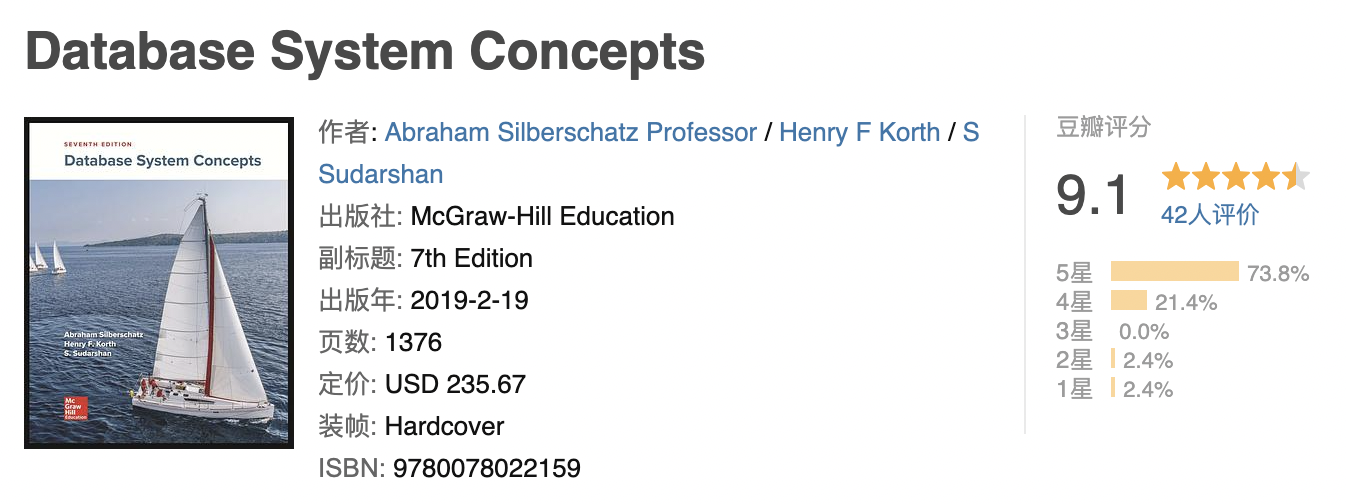 Database System Concepts
SEVENTH EDITION
Database System Concepts
Abraham Silberschatz
Henry F. Korth
S. Sudarshan
Mc
Graw
Hill
Education
作者: Abraham Silberschatz Professor / Henry F Korth / S
Sudarshan
出版社: McGraw-Hill Education
副标题: 7th Edition
出版年: 2019-2-19
页数: 1376
定价: USD 235.67
装帧: Hardcover
ISBN: 9780078022159
豆瓣评分
9.1
42人评价
5星 73.8%
4星 21.4%
3星 0.0%
2星 2.4%
1星 2.4%